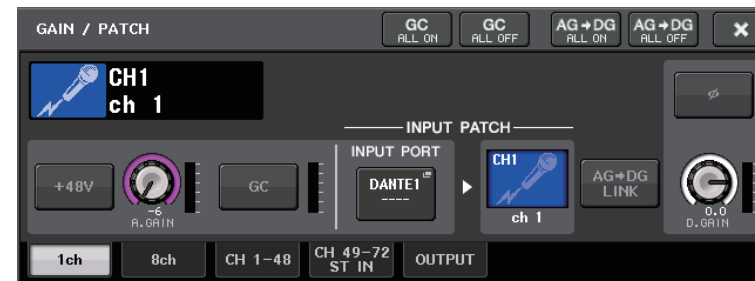 GAIN / PATCH
GC
ALL ON
GC
ALL OFF
AG→DG
ALL ON
AG→DG
ALL OFF
×
CH1
ch 1
INPUT PATCH
INPUT PORT
+48V
-6
A.GAIN
GC
DANTE1
----
CH1
ch 1
AG→DG
LINK
ø
0.0
D.GAIN
1ch
8ch
CH 1-48
CH 49-72
ST IN
OUTPUT